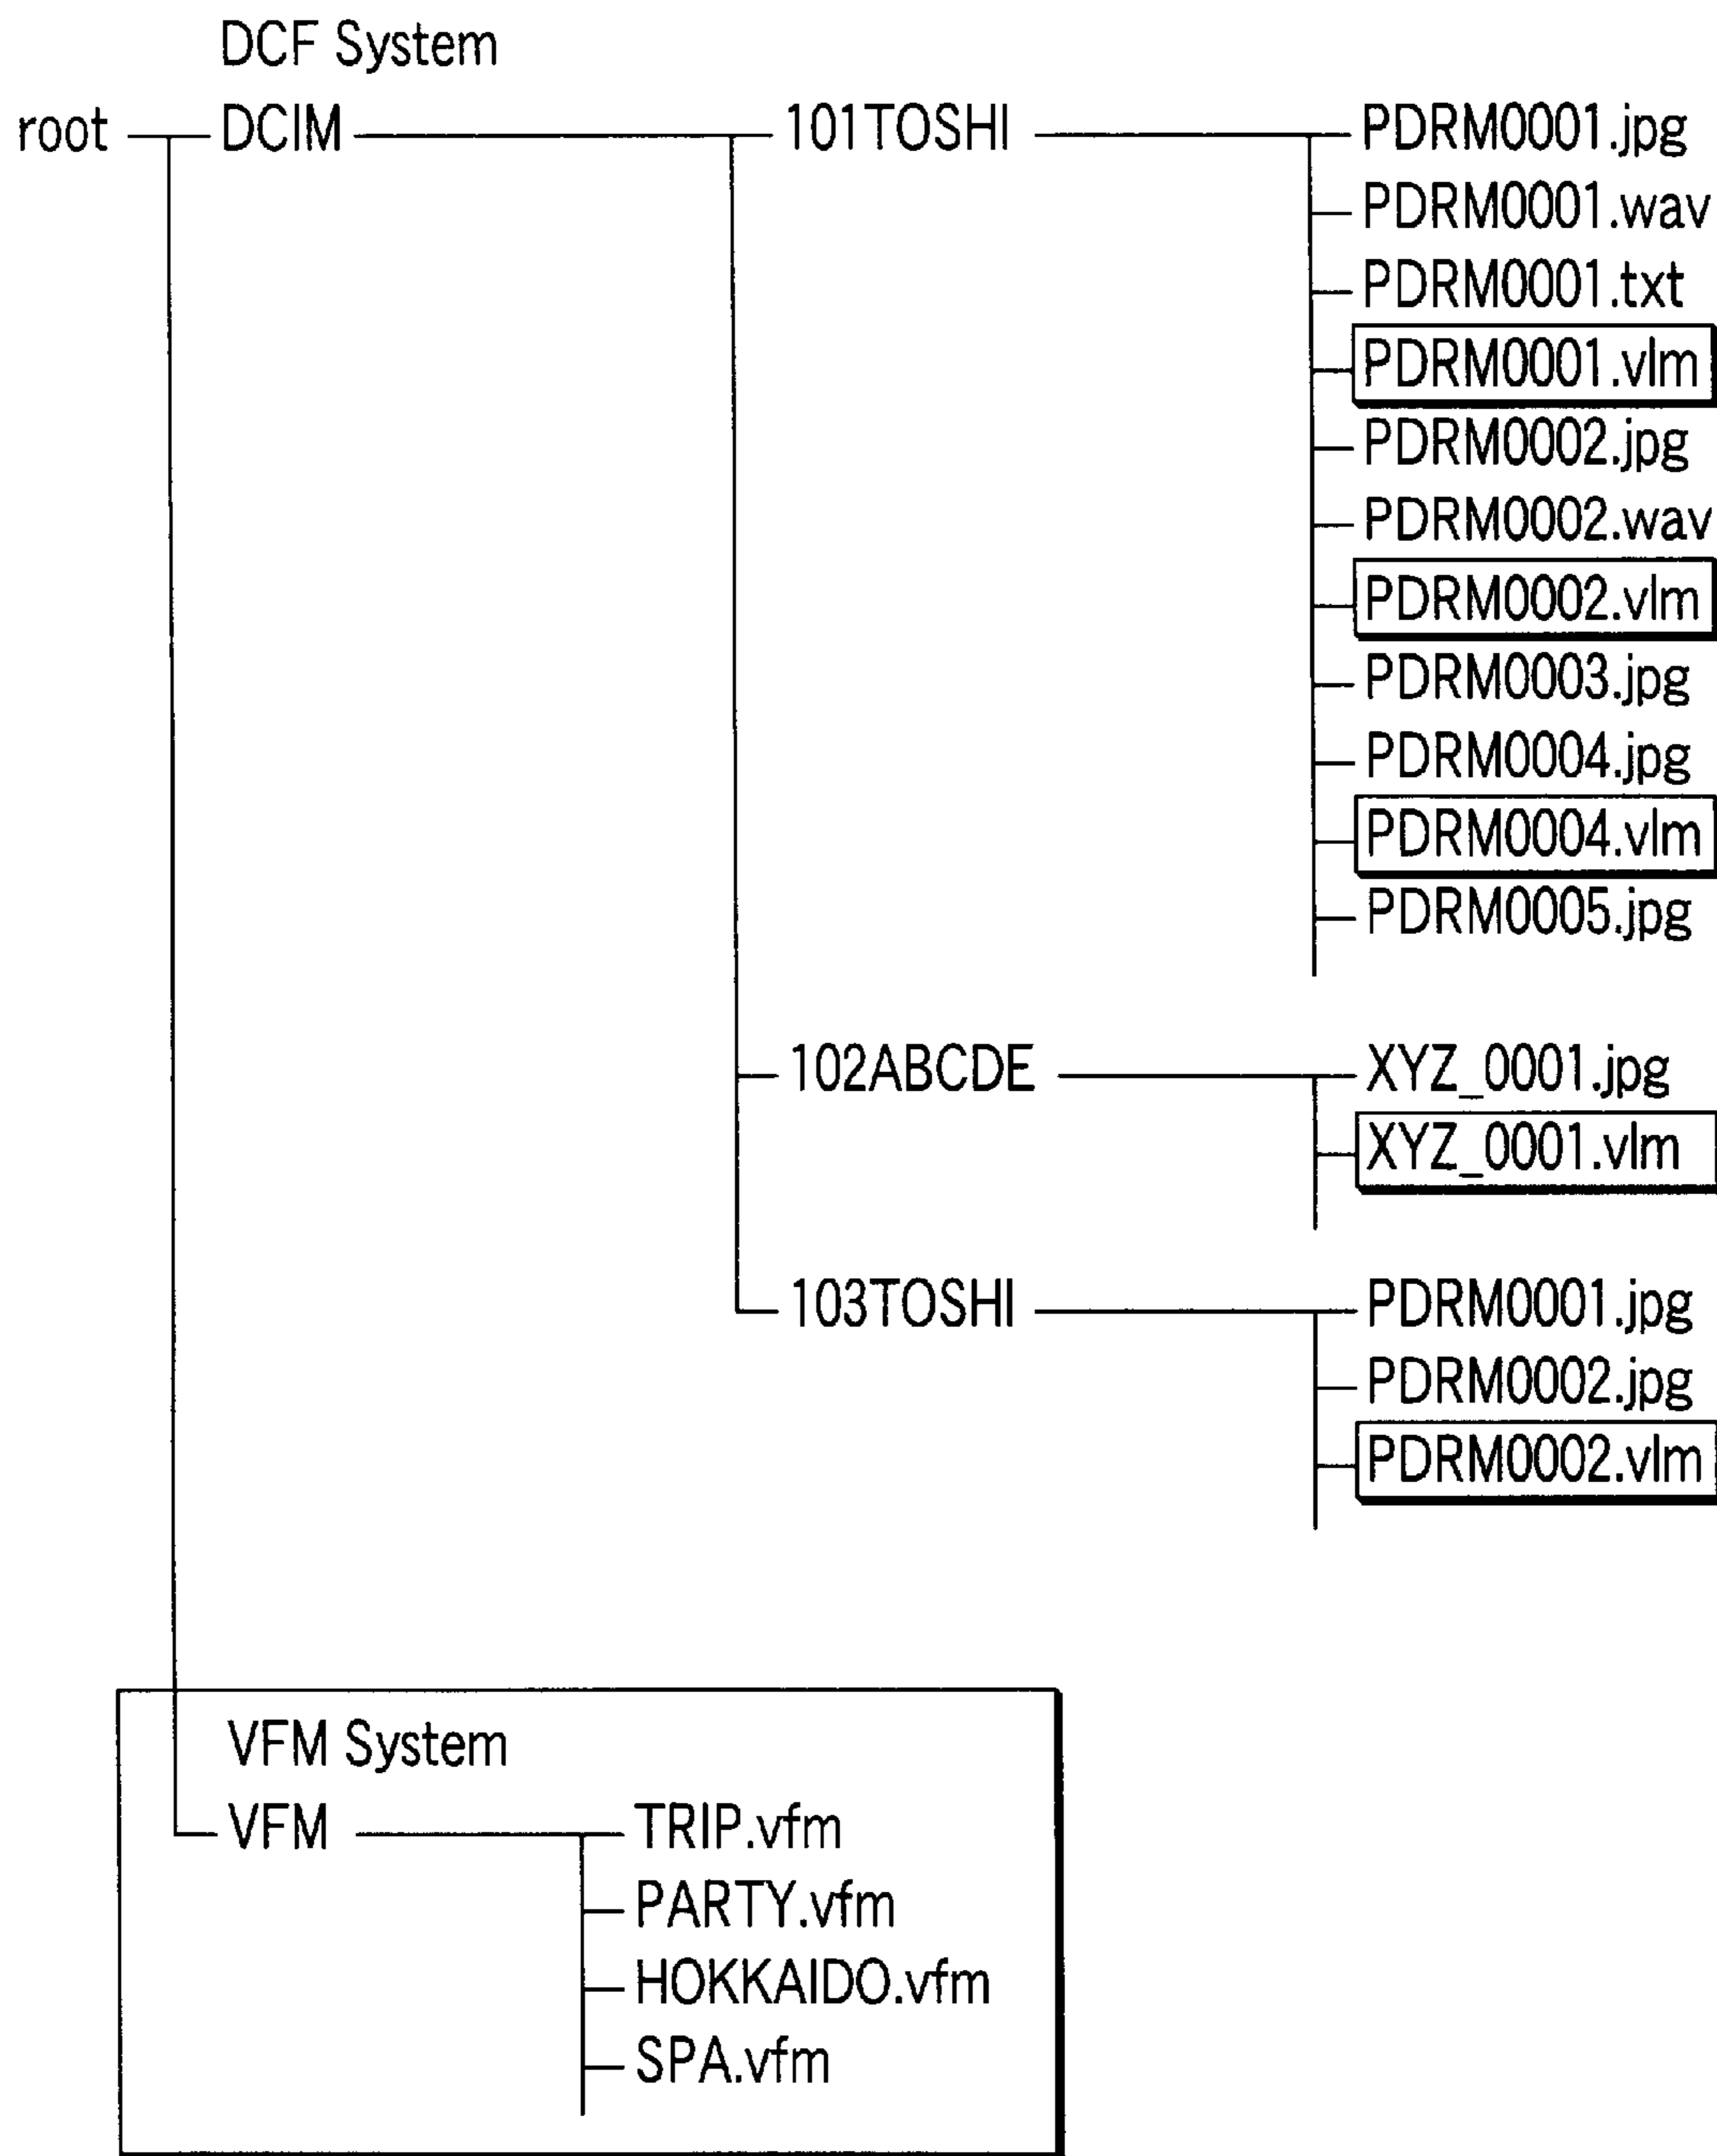 DCF System
root DCIM 101TOSHI PDRM0001.jpg
PDRM0001.wav
PDRM0001.txt
PDRM0001.vlm
PDRM0002.jpg
PDRM0002.wav
PDRM0002.vlm
PDRM0003.jpg
PDRM0004.jpg
PDRM0004.vlm
PDRM0005.jpg
102ABCDE XYZ_0001.jpg
XYZ_0001.vlm
103TOSHI PDRM0001.jpg
PDRM0002.jpg
PDRM0002.vlm
VFM System
VFM TRIP.vfm
PARTY.vfm
HOKKAIDO.vfm
SPA.vfm